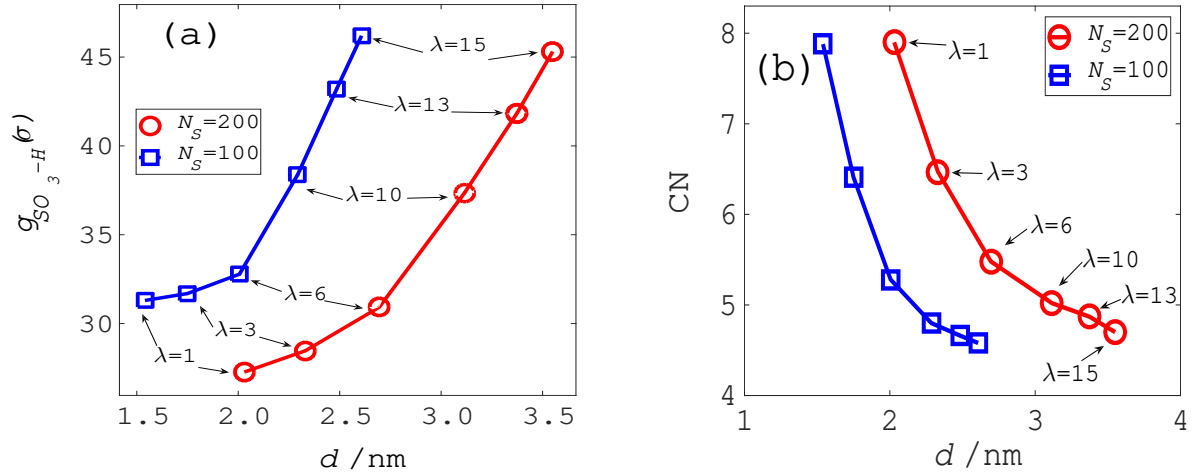 (a)
45
40
35
30
1.5 2.0 2.5 3.0 3.5
d /nm
g_SO_3^-H(σ)
N_S=200
N_S=100
λ=15
λ=13
λ=10
λ=6
λ=3
λ=1
(b)
8
7
6
5
4
1 2 3 4
d /nm
CN
N_S=200
N_S=100
λ=1
λ=3
λ=6
λ=10
λ=13
λ=15